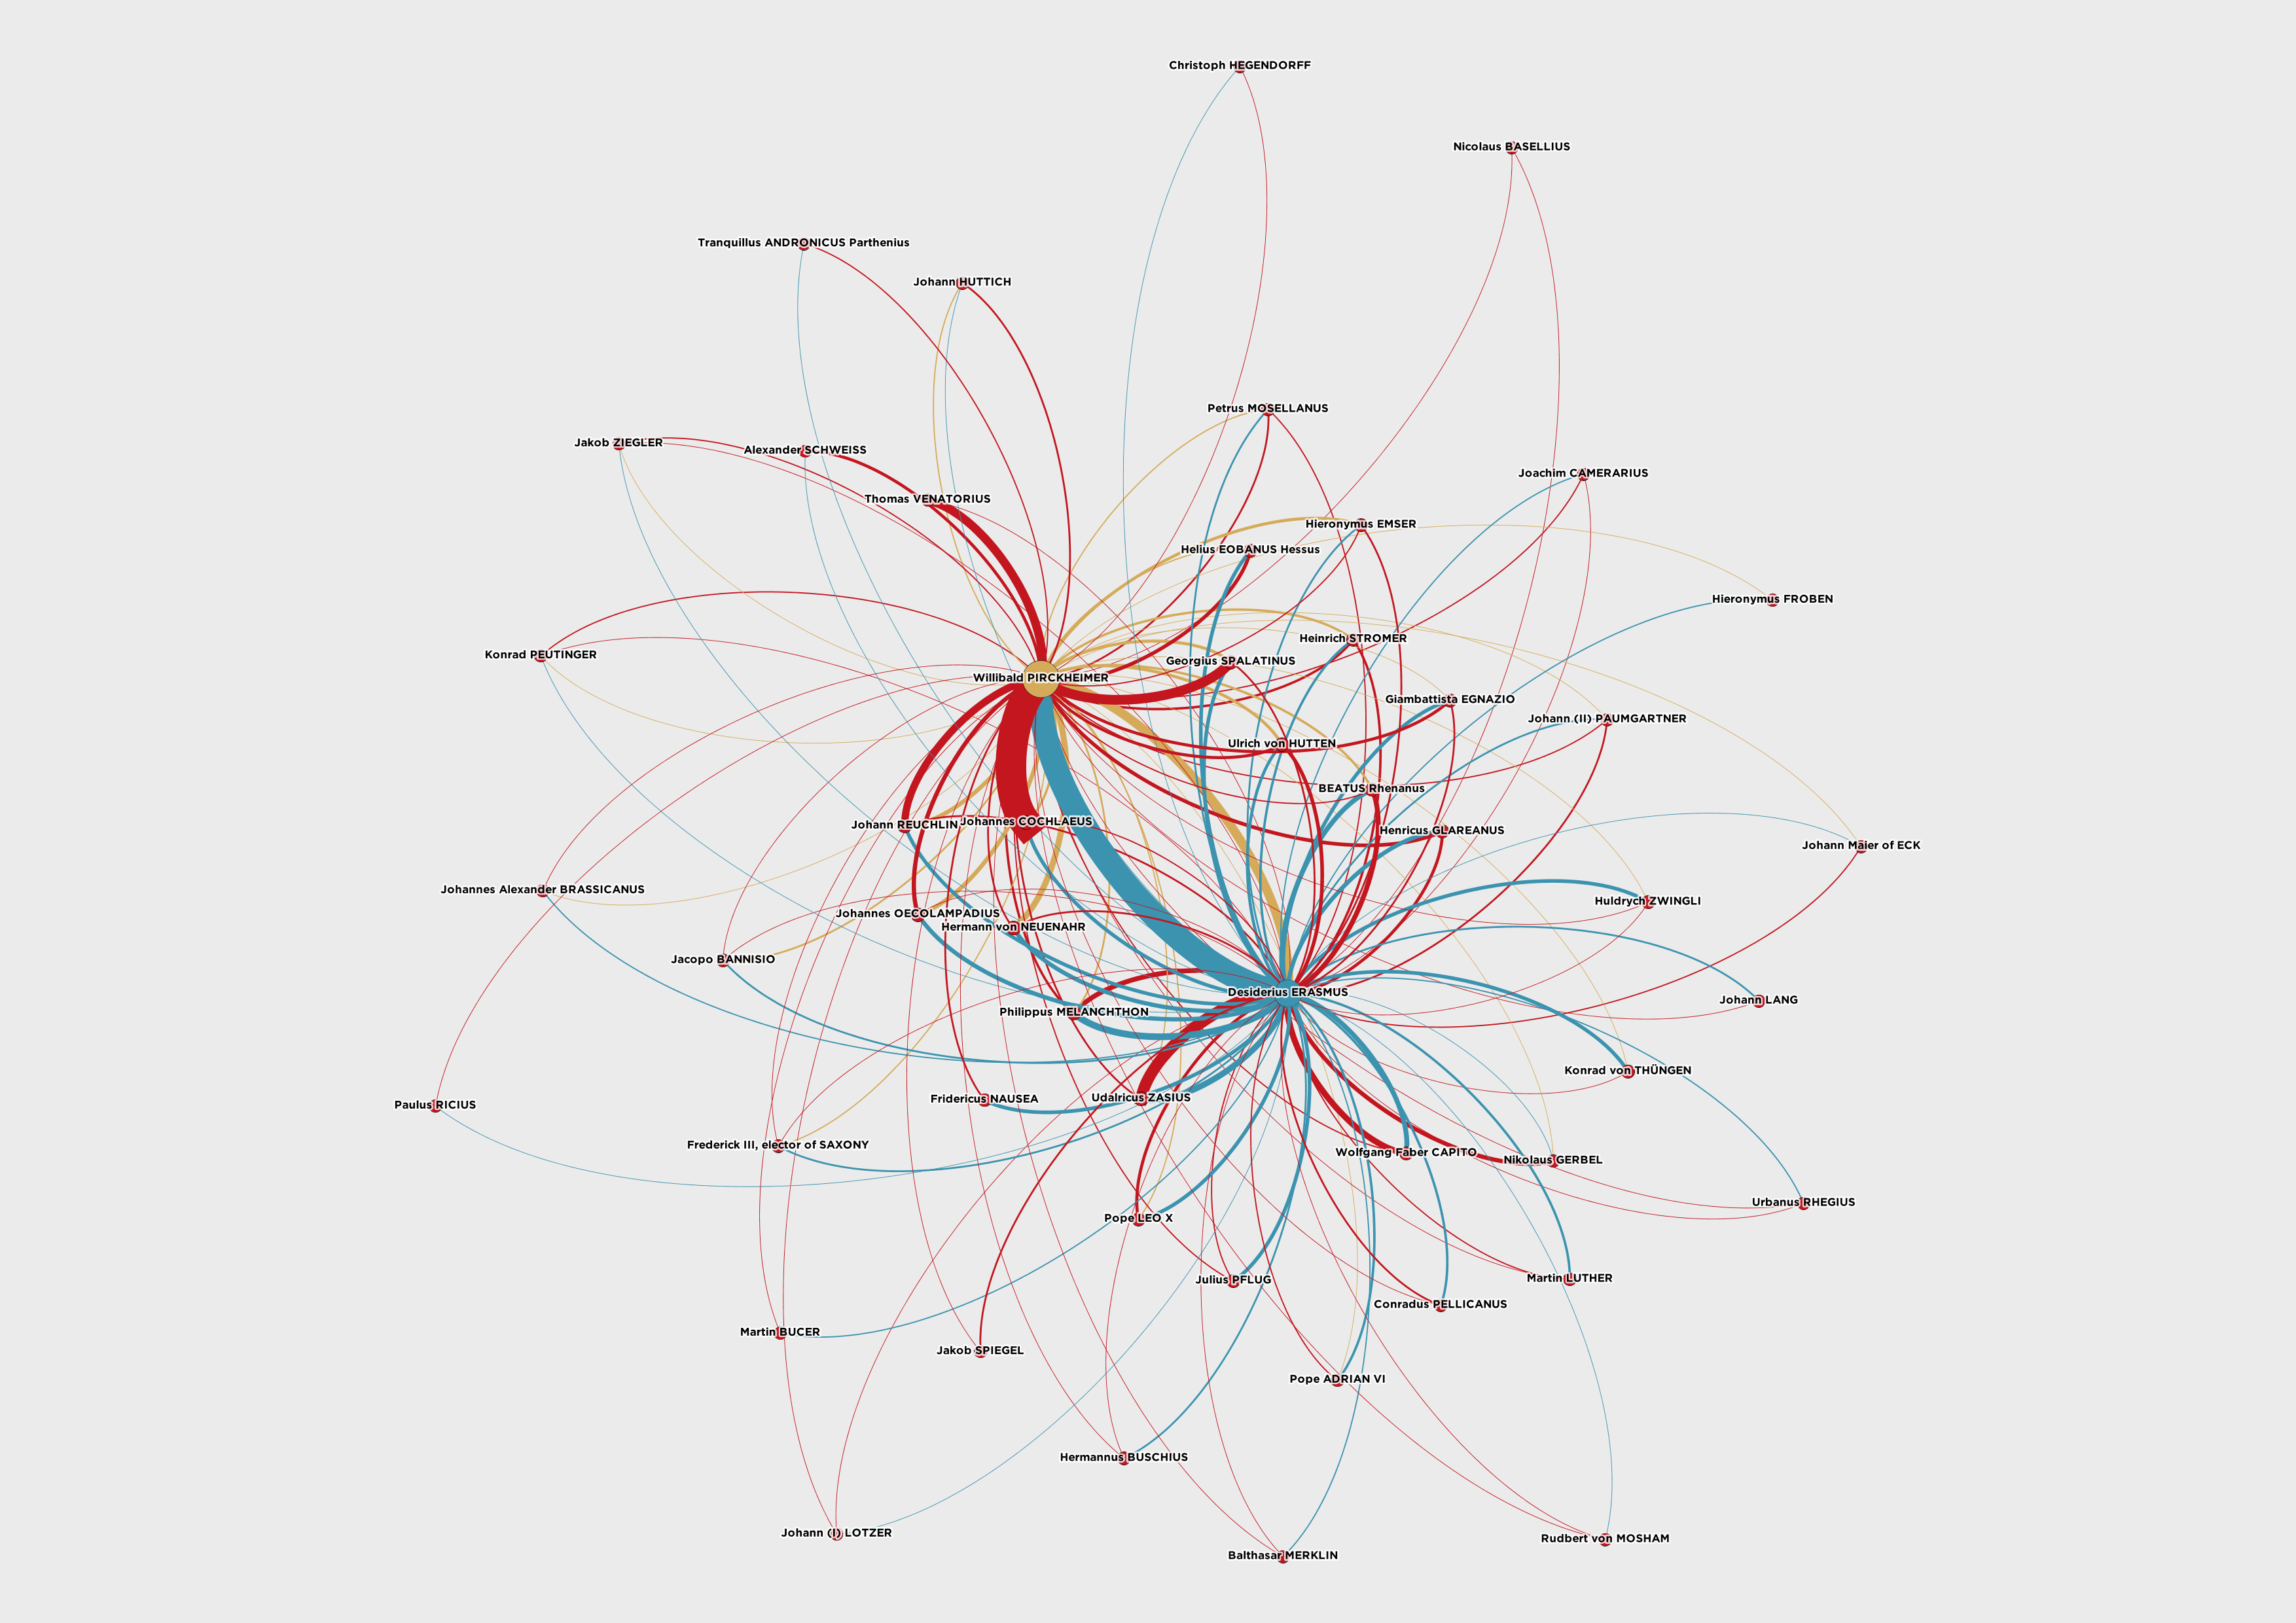 Christoph HEGENDORFF
Nicolaus BASELLIUS
Tranquillus ANDRONICUS Parthenius
Johann HUTTICH
Petrus MOSELLANUS
Jakob ZIEGLER
Alexander SCHWEISS
Joachim CAMERARIUS
Thomas VENATORIUS
Hieronymus EMSER
Helius EOBANUS Hessus
Hieronymus FROBEN
Heinrich STROMER
Konrad PEUTINGER
Georgius SPALATINUS
Willibald PIRCKHEIMER
Giambattista EGNAZIO
Johann (II) PAUMGARTNER
Ulrich von HUTTEN
BEATUS Rhenanus
Johann REUCHLIN
Johannes COCHLAEUS
Henricus GLAREANUS
Johann Maier of ECK
Johannes Alexander BRASSICANUS
Huldrych ZWINGLI
Johannes OECOLAMPADIUS
Hermann von NEUENAHR
Jacopo BANNISIO
Desiderius ERASMUS
Johann LANG
Philippus MELANCHTHON
Konrad von THÜNGEN
Fridericus NAUSEA
Udalricus ZASIUS
Paulus RICIUS
Frederick III, elector of SAXONY
Wolfgang Faber CAPITO
Nikolaus GERBEL
Urbanus RHEGIUS
Pope LEO X
Julius PFLUG
Martin LUTHER
Conradus PELLICANUS
Martin BUCER
Jakob SPIEGEL
Pope ADRIAN VI
Hermannus BUSCHIUS
Johann (I) LOTZER
Rudbert von MOSHAM
Balthasar MERKLIN